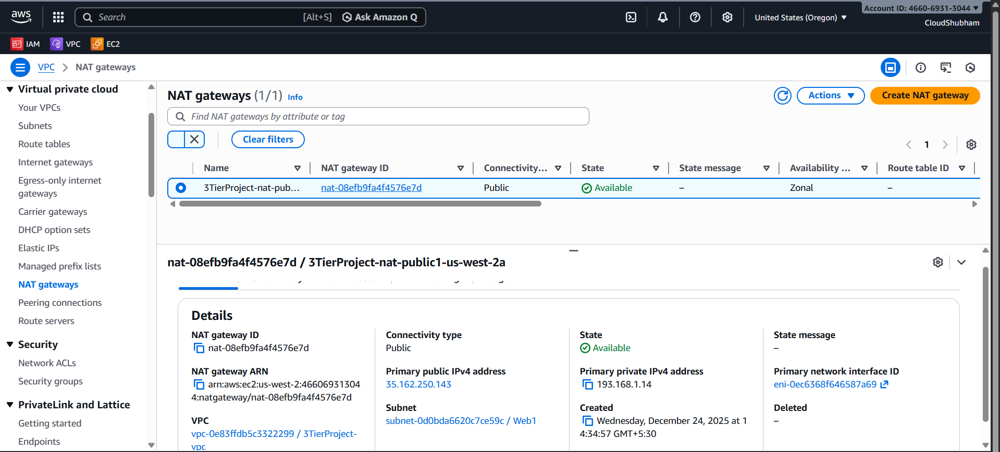 aws
Search [Alt+S] Ask Amazon Q
United States (Oregon)
Account ID: 4660-6931-3044
CloudShubham
IAM VPC EC2
VPC NAT gateways
Virtual private cloud
Your VPCs
Subnets
Route tables
Internet gateways
Egress-only internet
gateways
Carrier gateways
DHCP option sets
Elastic IPs
Managed prefix lists
NAT gateways
Peering connections
Route servers
Security
Network ACLs
Security groups
PrivateLink and Lattice
Getting started
Endpoints
NAT gateways (1/1) Info
Actions
Create NAT gateway
Find NAT gateways by attribute or tag
Clear filters
1
Name NAT gateway ID Connectivity... State State message Availability ... Route table ID
3TierProject-nat-pub... nat-08efb9fa4f4576e7d Public Available – Zonal –
nat-08efb9fa4f4576e7d / 3TierProject-nat-public1-us-west-2a
Details
NAT gateway ID
nat-08efb9fa4f4576e7d
NAT gateway ARN
arn:aws:ec2:us-west-2:46606931304
4:natgateway/nat-08efb9fa4f4576e7d
VPC
vpc-0e83ffdb5c3322299 / 3TierProject-
vpc
Connectivity type
Public
Primary public IPv4 address
35.162.250.143
Subnet
subnet-0d0bda6620c7ce59c / Web1
State
Available
Primary private IPv4 address
193.168.1.14
Created
Wednesday, December 24, 2025 at 1
4:34:57 GMT+5:30
State message
–
Primary network interface ID
eni-0ec6368f646587a69
Deleted
–